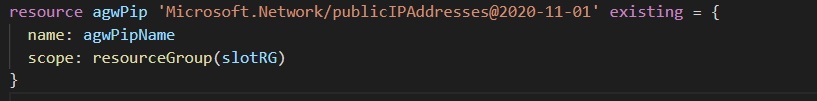 resource agwPip 'Microsoft.Network/publicIPAddresses@2020-11-01' existing = {
  name: agwPipName
  scope: resourceGroup(slotRG)
}